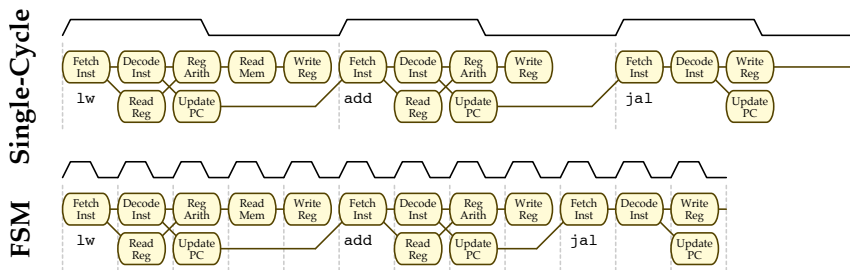 Single-Cycle
Fetch Inst
Decode Inst
Reg Arith
Read Mem
Write Reg
Fetch Inst
Decode Inst
Reg Arith
Write Reg
Fetch Inst
Decode Inst
Write Reg
lw
Read Reg
Update PC
add
Read Reg
Update PC
jal
Update PC
FSM
Fetch Inst
Decode Inst
Reg Arith
Read Mem
Write Reg
Fetch Inst
Decode Inst
Reg Arith
Write Reg
Fetch Inst
Decode Inst
Write Reg
lw
Read Reg
Update PC
add
Read Reg
Update PC
jal
Update PC